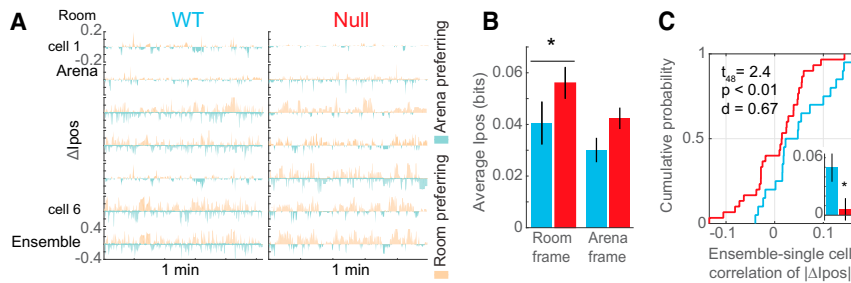 A
Room
WT
Null
0.2
cell 1
-0.2
Arena
ΔIpos
cell 6
0.4
Ensemble
-0.4
1 min
1 min
Room preferring
Arena preferring
B
*
Average Ipos (bits)
0.06
0.04
0.02
0
Room frame
Arena frame
C
Cumulative probability
1
0.5
0
t48= 2.4
p < 0.01
d = 0.67
0.06
*
0
0
0.1
-0.1
Ensemble-single cell
correlation of |ΔIpos|